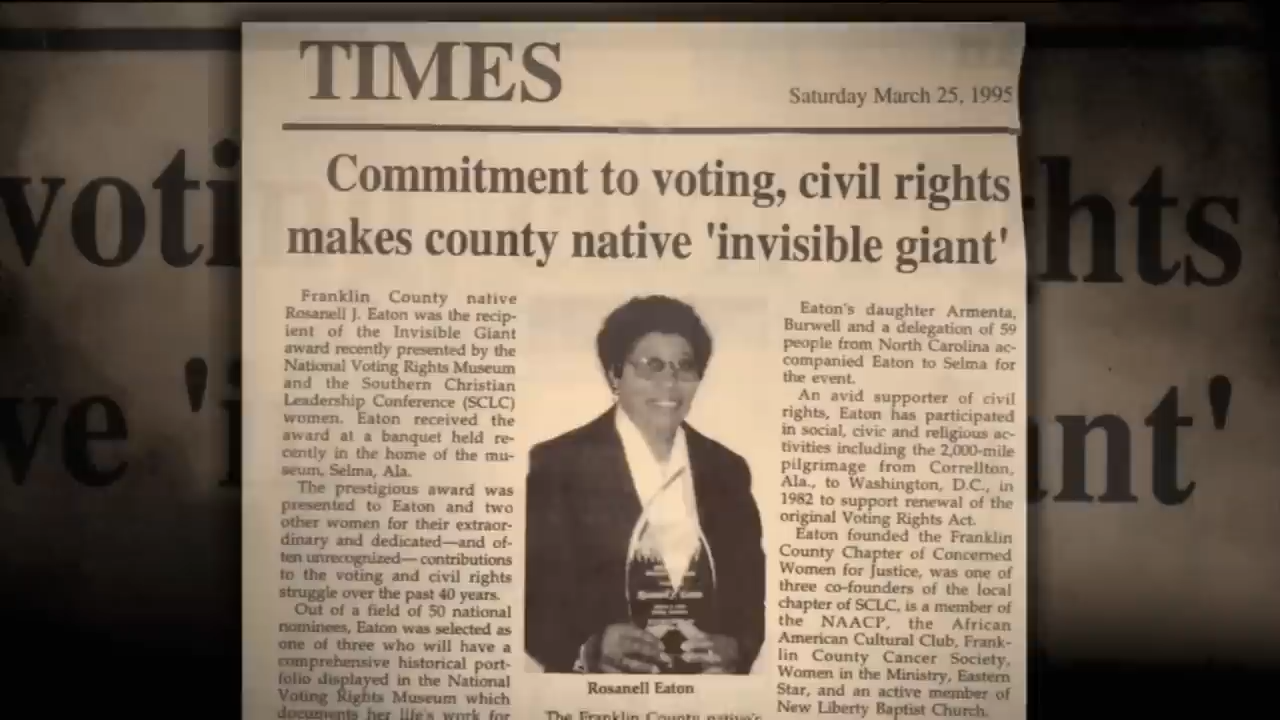 TIMES
Saturday March 25, 1995
Commitment to voting, civil rights
makes county native 'invisible giant'
Franklin County native
Rosanell J. Eaton was the recip-
ient of the Invisible Giant
award recently presented by the
National Voting Rights Museum
and the Southern Christian
Leadership Conference (SCLC)
women. Eaton received the
award at a banquet held re-
cently in the home of the mu-
seum, Selma, Ala.
The prestigious award was
presented to Eaton and two
other women for their extraor-
dinary and dedicated—and of-
ten unrecognized— contributions
to the voting and civil rights
struggle over the past 40 years.
Out of a field of 50 national
nominees, Eaton was selected as
one of three who will have a
comprehensive historical port-
folio displayed in the National
Voting Rights Museum which
documents her life's work for
Rosanell Eaton
The Franklin County native's
Eaton's daughter Armenta,
Burwell and a delegation of 59
people from North Carolina ac-
companied Eaton to Selma for
the event.
An avid supporter of civil
rights, Eaton has participated
in social, civic and religious ac-
tivities including the 2,000-mile
pilgrimage from Correllton,
Ala., to Washington, D.C., in
1982 to support renewal of the
original Voting Rights Act.
Eaton founded the Franklin
County Chapter of Concerned
Women for Justice, was one of
three co-founders of the local
chapter of SCLC, is a member of
the NAACP, the African
American Cultural Club, Frank-
lin County Cancer Society,
Women in the Ministry, Eastern
Star, and an active member of
New Liberty Baptist Church.